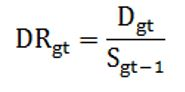 DR_gt = D_gt / S_gt−1